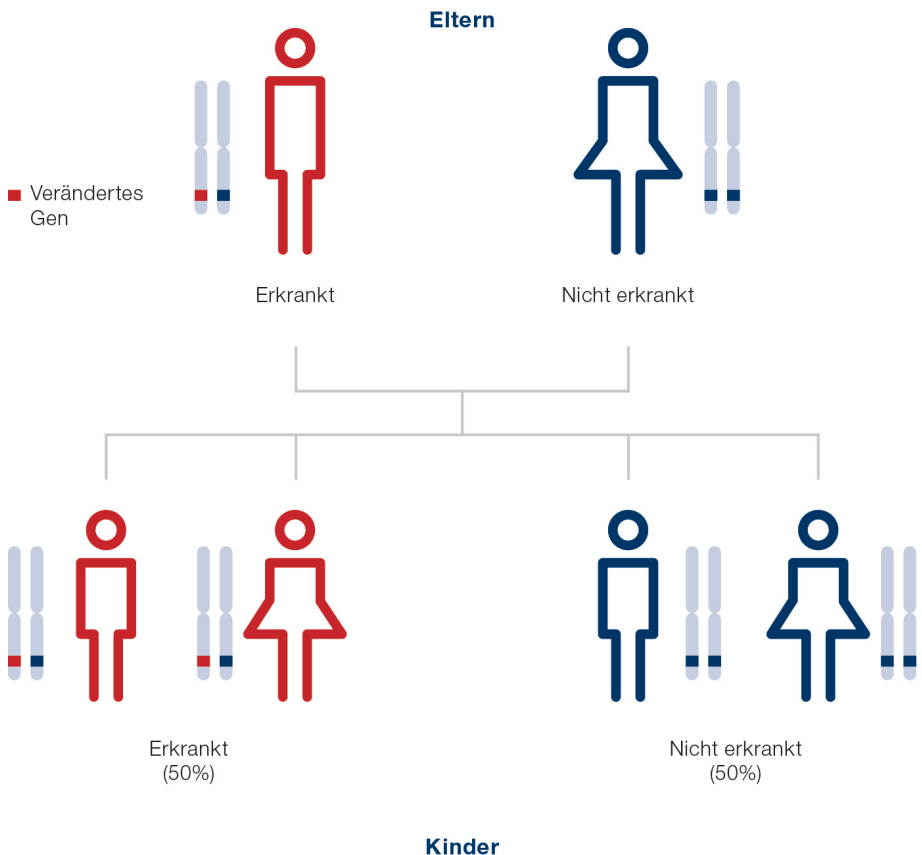 Eltern
Verändertes
Gen
Erkrankt
Nicht erkrankt
Erkrankt
(50%)
Nicht erkrankt
(50%)
Kinder